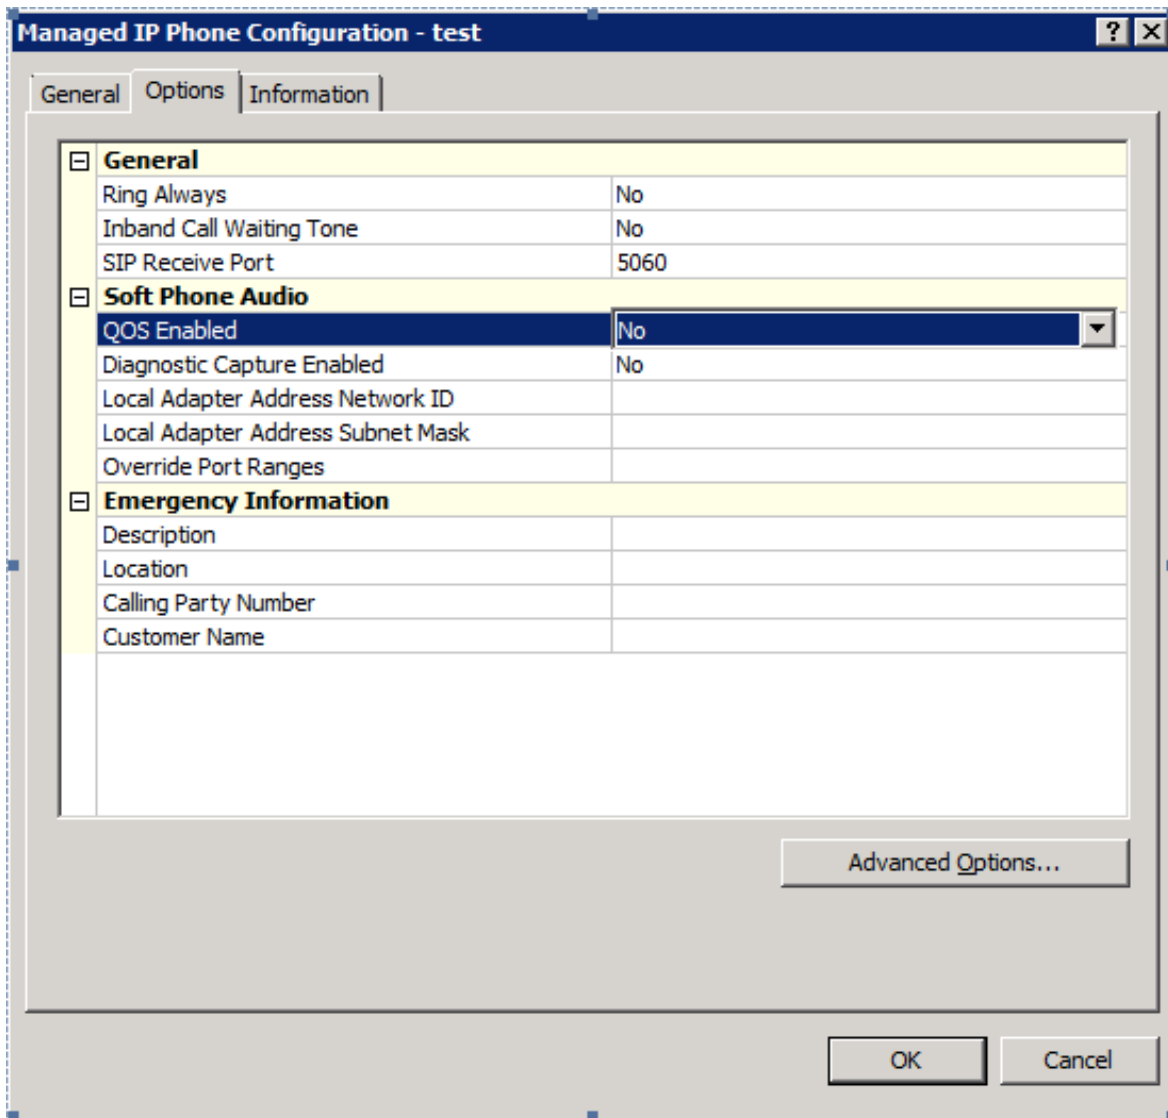 Managed IP Phone Configuration - test
General Options Information
General
Ring Always No
Inband Call Waiting Tone No
SIP Receive Port 5060
Soft Phone Audio
QOS Enabled No
Diagnostic Capture Enabled No
Local Adapter Address Network ID
Local Adapter Address Subnet Mask
Override Port Ranges
Emergency Information
Description
Location
Calling Party Number
Customer Name
Advanced Options...
OK Cancel